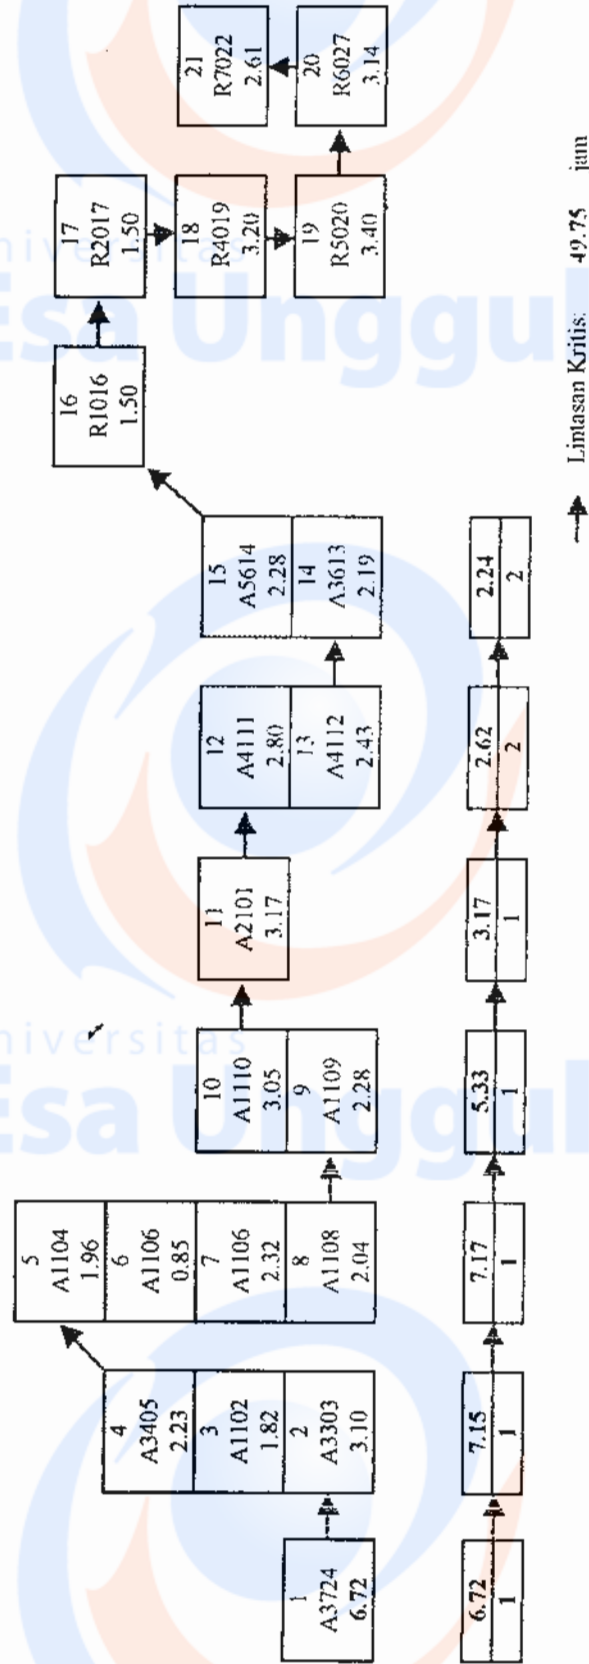 1
A3724
6.72
4
A3405
2.23
3
A1102
1.82
2
A3303
3.10
5
A1104
1.96
6
A1106
0.85
7
A1106
2.32
8
A1108
2.04
10
A1110
3.05
9
A1109
2.28
11
A2101
3.17
12
A4111
2.80
13
A4112
2.43
15
A5614
2.28
14
A3613
2.19
16
R1016
1.50
17
R2017
1.50
18
R4019
3.20
19
R5020
3.40
21
R7022
2.61
20
R6027
3.14
6.72
1
7.15
1
7.17
1
5.33
1
3.17
1
2.62
2
2.24
2
Lintasan Kritis: 49.75 jam
Universitas
Esa Unggul
Universitas
Esa Unggul